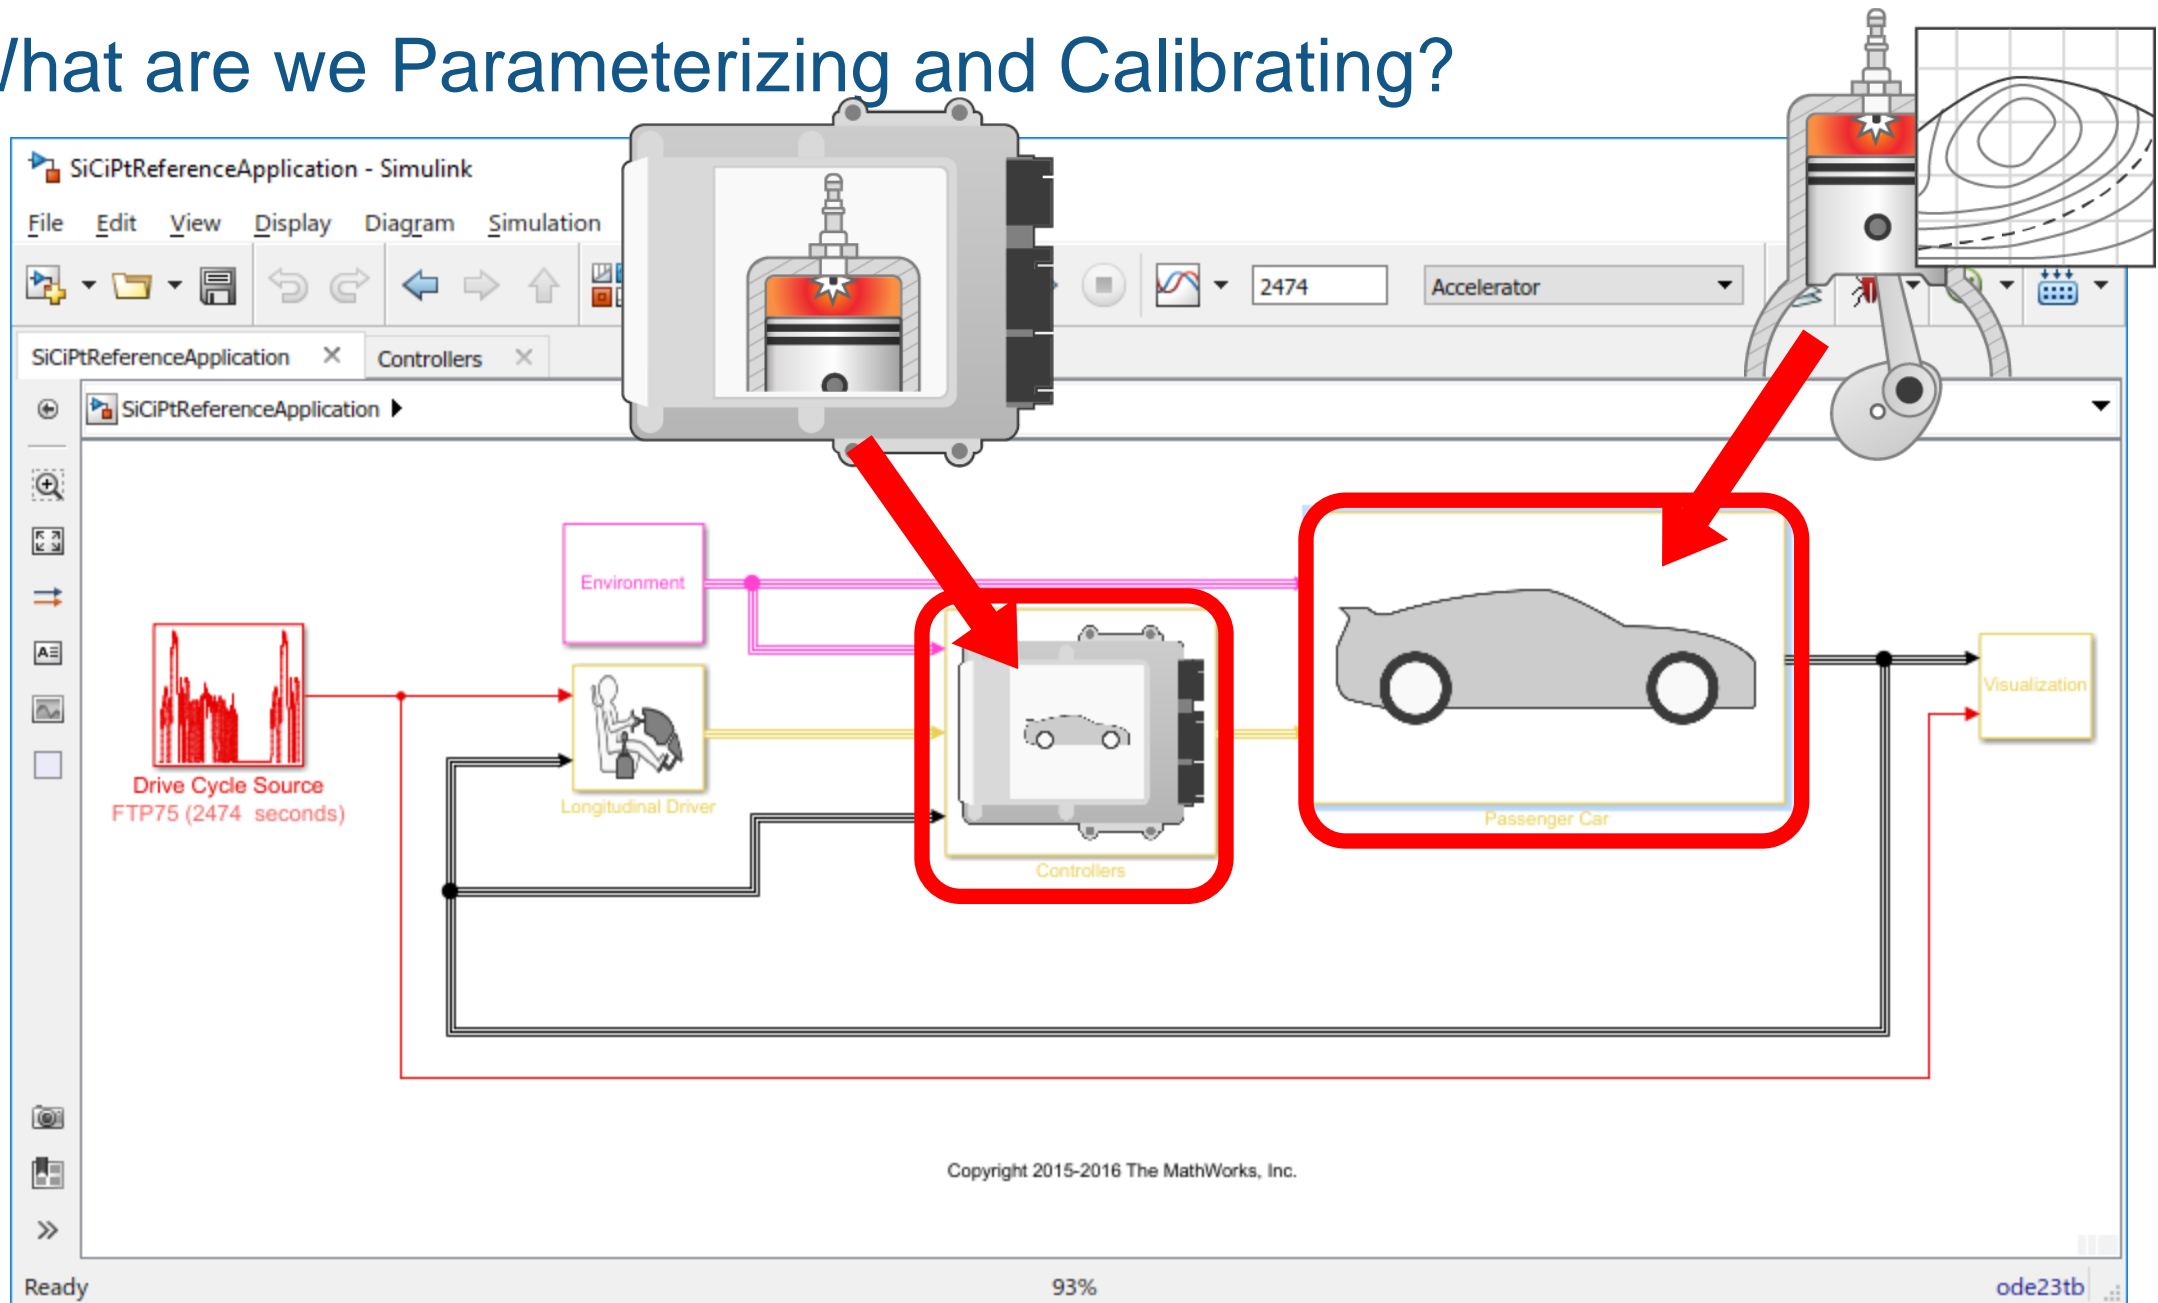 What are we Parameterizing and Calibrating?
SiCiPtReferenceApplication - Simulink
File Edit View Display Diagram Simulation
2474
Accelerator
SiCiPtReferenceApplication
Controllers
SiCiPtReferenceApplication
Environment
Drive Cycle Source
FTP75 (2474 seconds)
Longitudinal Driver
Controllers
Passenger Car
Visualization
Copyright 2015-2016 The MathWorks, Inc.
Ready
93%
ode23tb